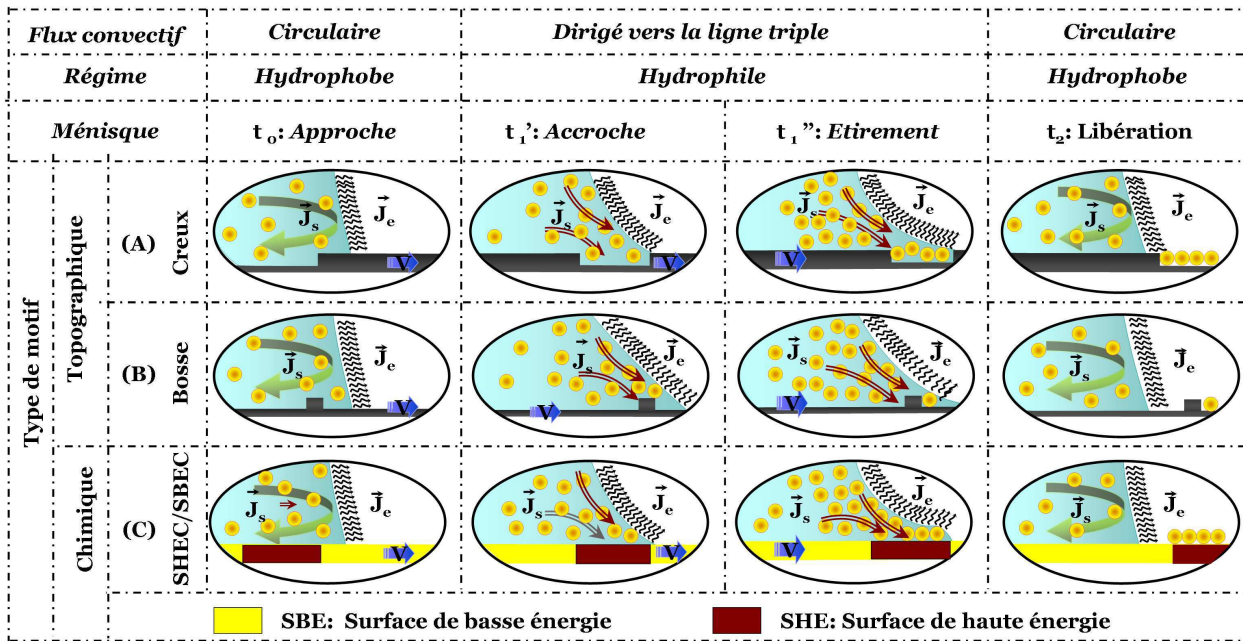 Flux convectif Circulaire Dirigé vers la ligne triple Circulaire
Régime Hydrophobe Hydrophile Hydrophobe
Ménisque t₀: Approche t₁’: Accroche t₁”: Etirement t₂: Libération
Type de motif
Topographique
(A)
Creux
J⃗s J⃗e V
J⃗s J⃗e V
J⃗s J⃗e V
J⃗s J⃗e
(B)
Bosse
J⃗s J⃗e V
J⃗s J⃗e V
J⃗s J⃗e V
J⃗s J⃗e
Chimique
(C)
SHEC/SBEC
J⃗s J⃗e V
J⃗s J⃗e V
J⃗s J⃗e V
J⃗s J⃗e
SBE: Surface de basse énergie SHE: Surface de haute énergie